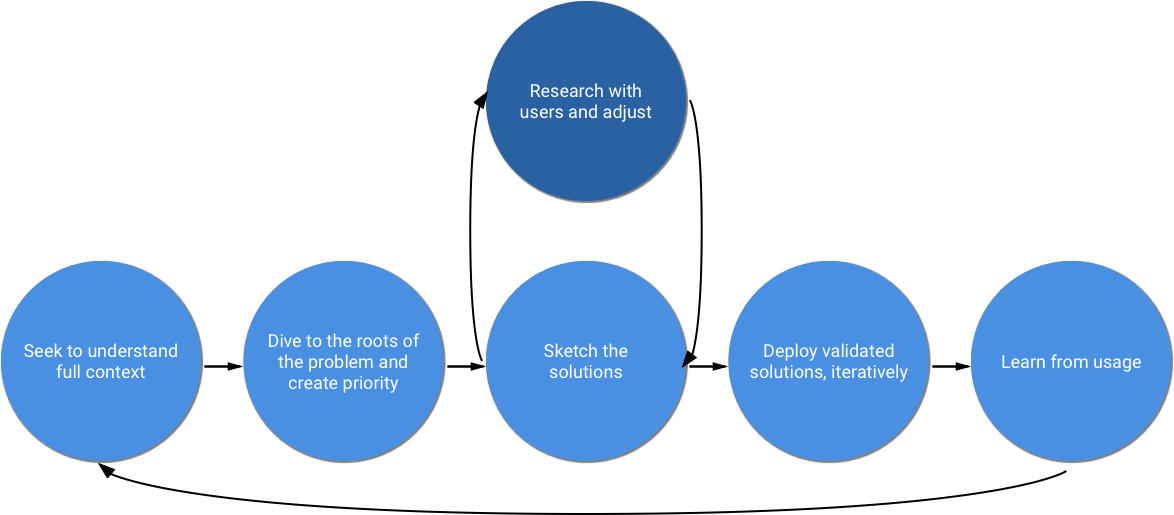 Research with
users and adjust
Seek to understand
full context
Dive to the roots of
the problem and
create priority
Sketch the
solutions
Deploy validated
solutions, iteratively
Learn from usage